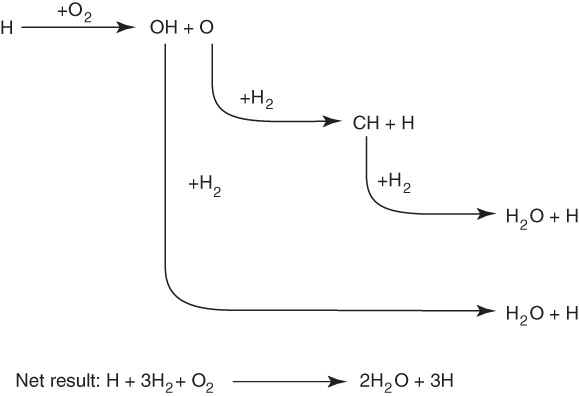 H +O₂ OH + O
+H₂
CH + H
+H₂ +H₂
H₂O + H
H₂O + H
Net result: H + 3H₂ + O₂ 2H₂O + 3H